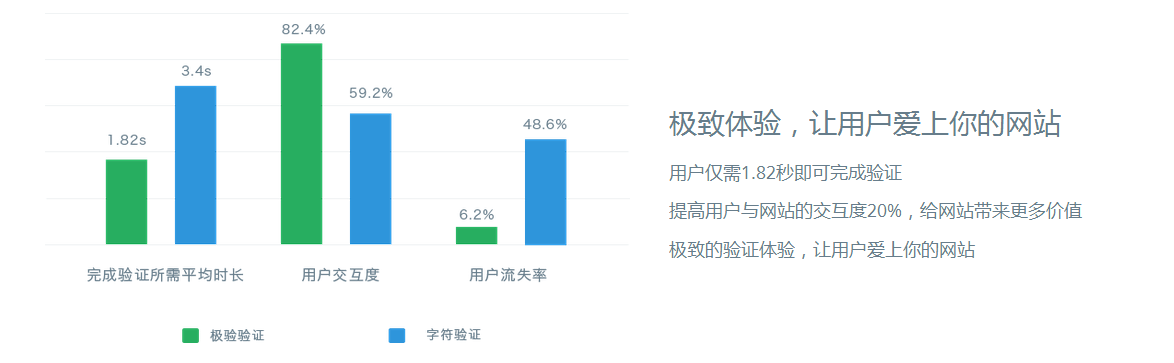 82.4%
3.4s
59.2%
1.82s
48.6%
6.2%
完成验证所需平均时长
用户交互度
用户流失率
极验验证
字符验证
极致体验，让用户爱上你的网站
用户仅需1.82秒即可完成验证
提高用户与网站的交互度20%，给网站带来更多价值
极致的验证体验，让用户爱上你的网站